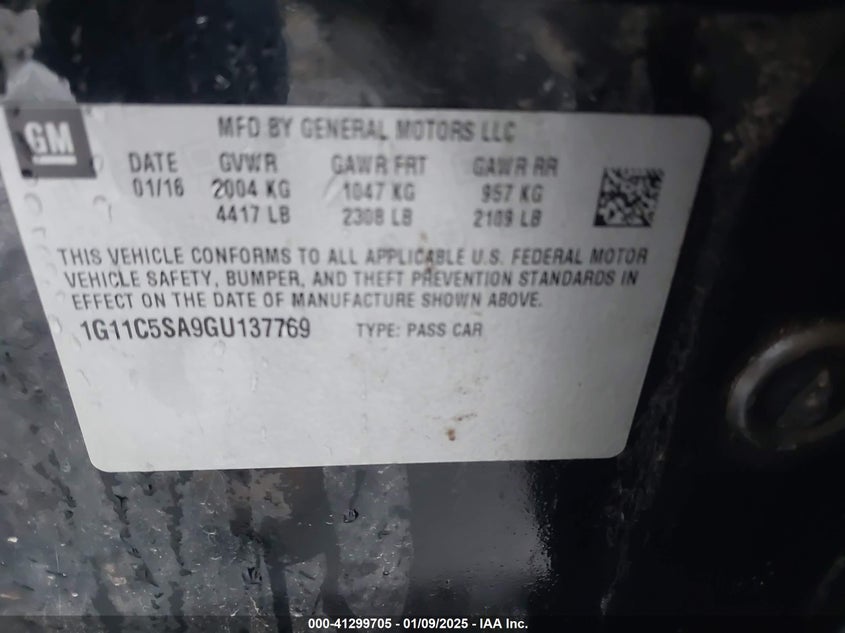 GM
MFD BY GENERAL MOTORS LLC
DATE GVWR GAWR FRT GAWR RR
01/16 2004 KG 1047 KG 957 KG
4417 LB 2308 LB 2109 LB
THIS VEHICLE CONFORMS TO ALL APPLICABLE U.S. FEDERAL MOTOR
VEHICLE SAFETY, BUMPER, AND THEFT PREVENTION STANDARDS IN
EFFECT ON THE DATE OF MANUFACTURE SHOWN ABOVE.
1G11C5SA9GU137769 TYPE: PASS CAR
000-41299705 - 01/09/2025 - IAA Inc.